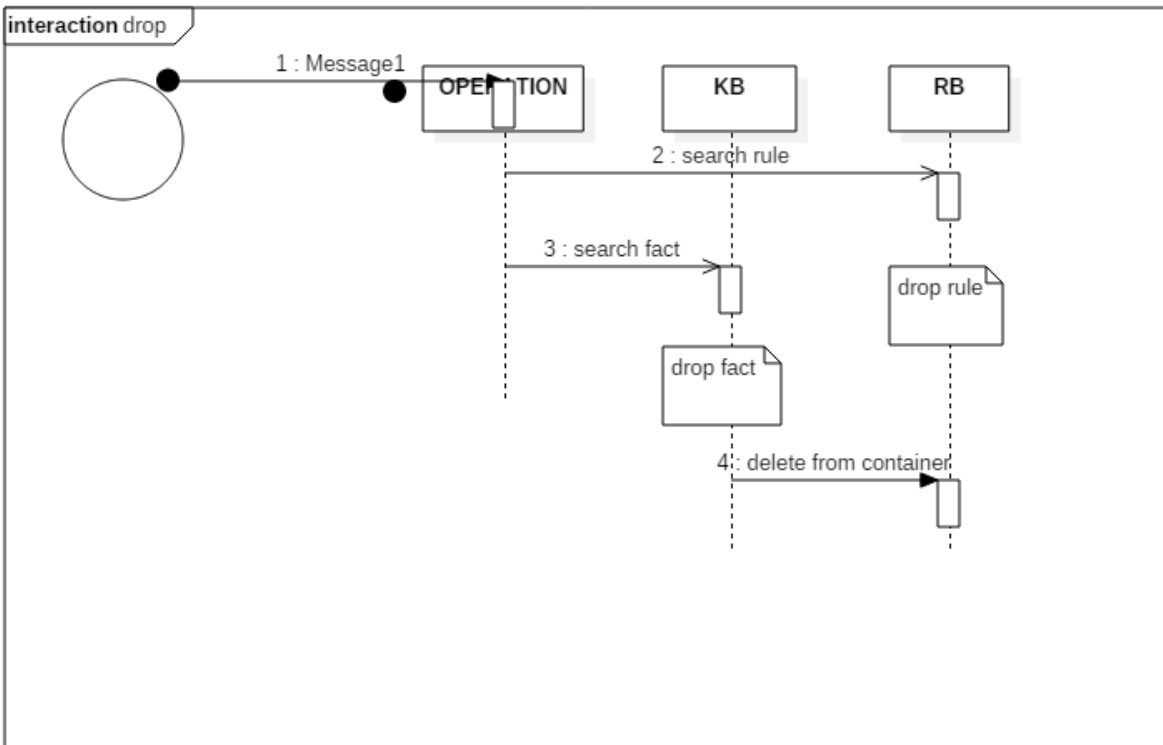 interaction drop
1 : Message1
OPERATION
KB
RB
2 : search rule
3 : search fact
drop rule
drop fact
4 : delete from container